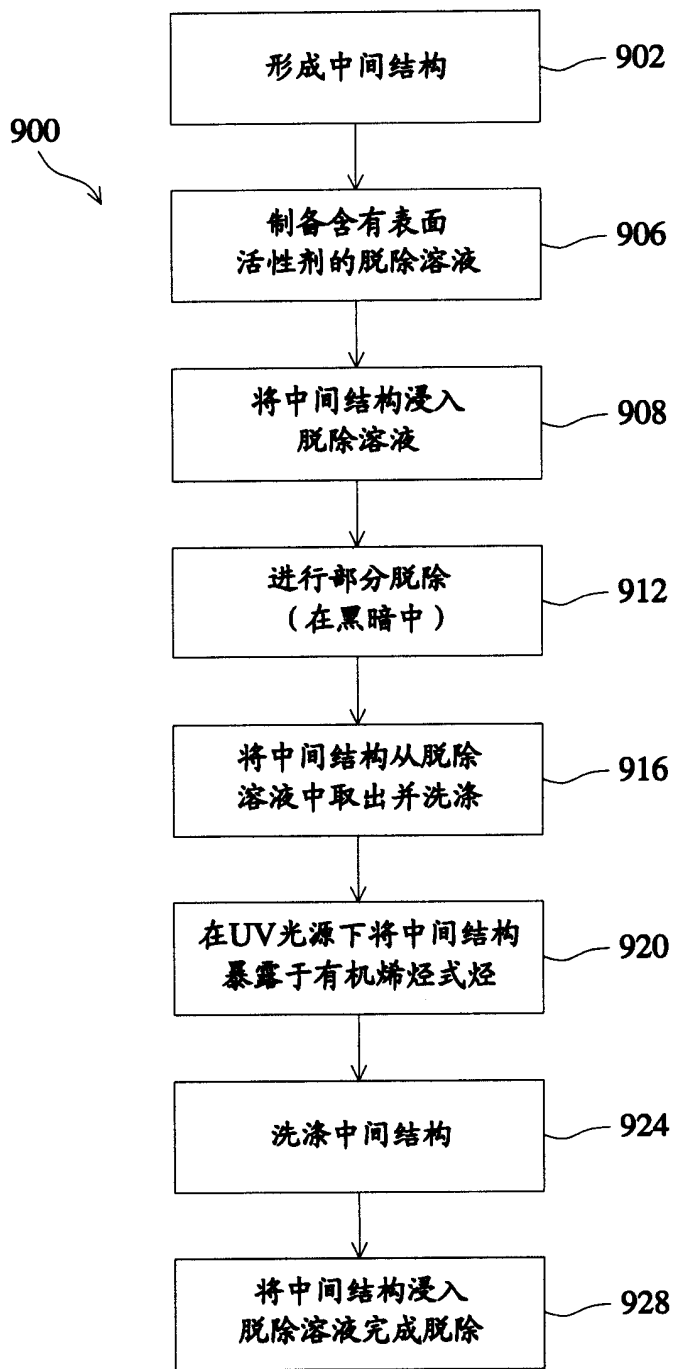 形成中间结构
902
900
制备含有表面
活性剂的脱除溶液
906
将中间结构浸入
脱除溶液
908
进行部分脱除
（在黑暗中）
912
将中间结构从脱除
溶液中取出并洗涤
916
在UV光源下将中间结构
暴露于有机烯烃式烃
920
洗涤中间结构
924
将中间结构浸入
脱除溶液完成脱除
928